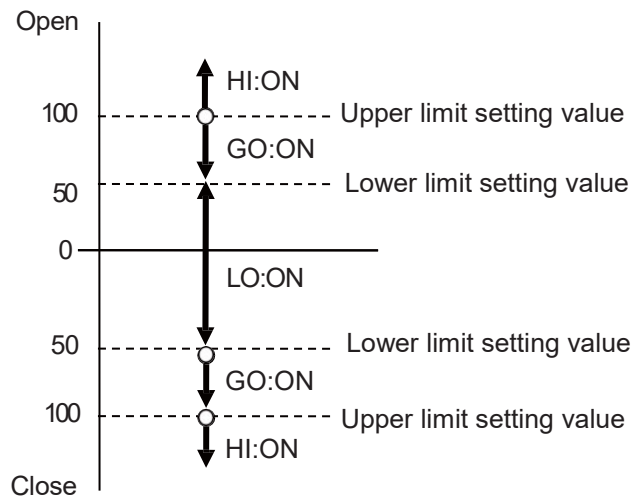 Open
HI:ON
100 Upper limit setting value
GO:ON
50 Lower limit setting value
0
LO:ON
50 Lower limit setting value
GO:ON
100 Upper limit setting value
HI:ON
Close